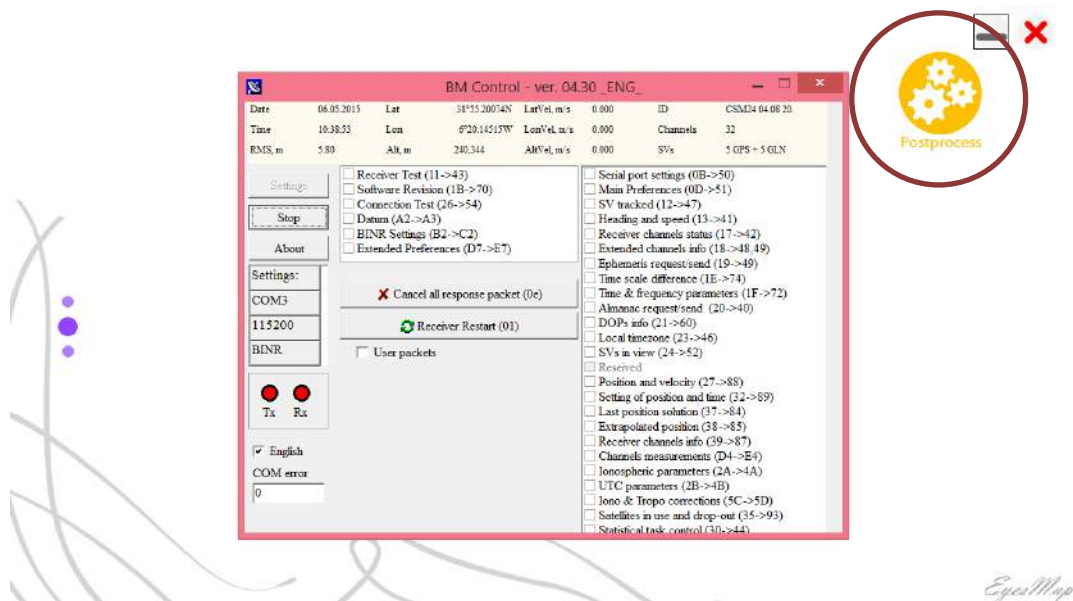 BM Control - ver. 04.30 _ENG_
Date 06.05.2015 Lat 38°55.20074N LatVel, m/s 0.000 ID CSM24 04.08 20.
Time 10:38:53 Lon 6°20.14515W LonVel, m/s 0.000 Channels 32
RMS, m 5.80 Alt, m 240.344 AltVel, m/s 0.000 SVs 5 GPS + 5 GLN
Postprocess
Settings
Stop
About
Settings:
COM3
115200
BINR
Tx Rx
English
COM error
0
Receiver Test (11->43)
Software Revision (1B->70)
Connection Test (26->54)
Datum (A2->A3)
BINR Settings (B2->C2)
Extended Preferences (D7->E7)
Cancel all response packet (0e)
Receiver Restart (01)
User packets
Serial port settings (0B->50)
Main Preferences (0D->51)
SV tracked (12->47)
Heading and speed (13->41)
Receiver channels status (17->42)
Extended channels info (18->48,49)
Ephemeris request/send (19->49)
Time scale difference (1E->74)
Time & frequency parameters (1F->72)
Almanac request/send (20->40)
DOPs info (21->60)
Local timezone (23->46)
SVs in view (24->52)
Reserved
Position and velocity (27->88)
Setting of position and time (32->89)
Last position solution (37->84)
Extrapolated position (38->85)
Receiver channels info (39->87)
Channels measurements (D4->E4)
Ionospheric parameters (2A->4A)
UTC parameters (2B->4B)
Iono & Tropo corrections (5C->5D)
Satellites in use and drop-out (35->93)
Statistical task control (30->44)
EyesMap